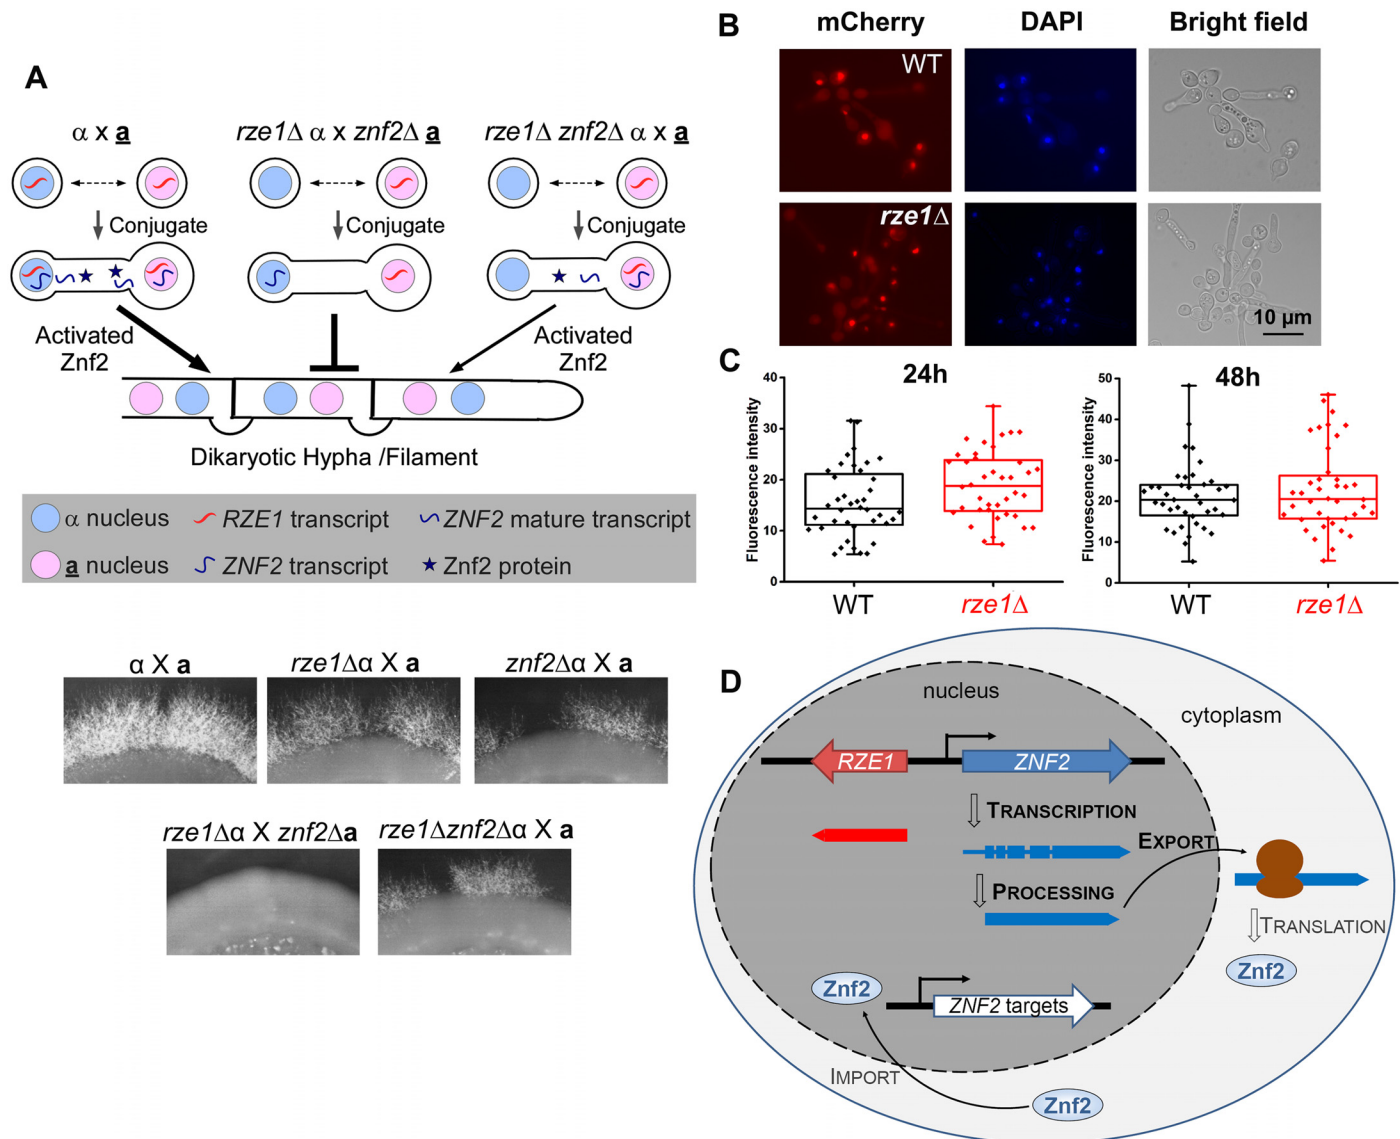 A
α x a
rze1Δ α x znf2Δ a
rze1Δ znf2Δ α x a
Conjugate
Conjugate
Conjugate
Activated
Znf2
Activated
Znf2
Dikaryotic Hypha /Filament
α nucleus
RZE1 transcript
ZNF2 mature transcript
a nucleus
ZNF2 transcript
Znf2 protein
α X a
rze1Δα X a
znf2Δα X a
rze1Δα X znf2Δa
rze1Δznf2Δα X a
B
mCherry
DAPI
Bright field
WT
rze1Δ
10 µm
C
24h
Fluorescence intensity
40
30
20
10
0
WT
rze1Δ
48h
Fluorescence intensity
50
40
30
20
10
0
WT
rze1Δ
D
nucleus
cytoplasm
RZE1
ZNF2
TRANSCRIPTION
EXPORT
PROCESSING
TRANSLATION
Znf2
Znf2
ZNF2 targets
IMPORT
Znf2